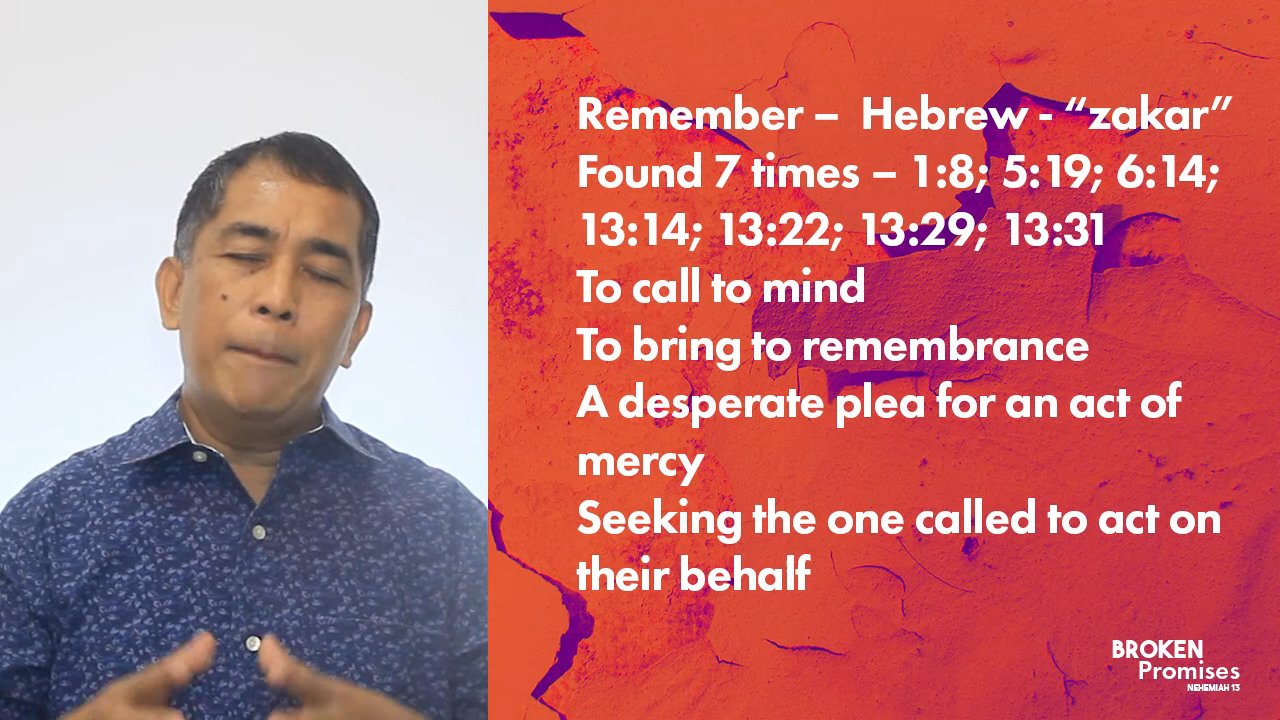 Remember –  Hebrew - “zakar”
Found 7 times – 1:8; 5:19; 6:14;
13:14; 13:22; 13:29; 13:31
To call to mind
To bring to remembrance
A desperate plea for an act of
mercy
Seeking the one called to act on
their behalf
BROKEN
Promises
NEHEMIAH 13